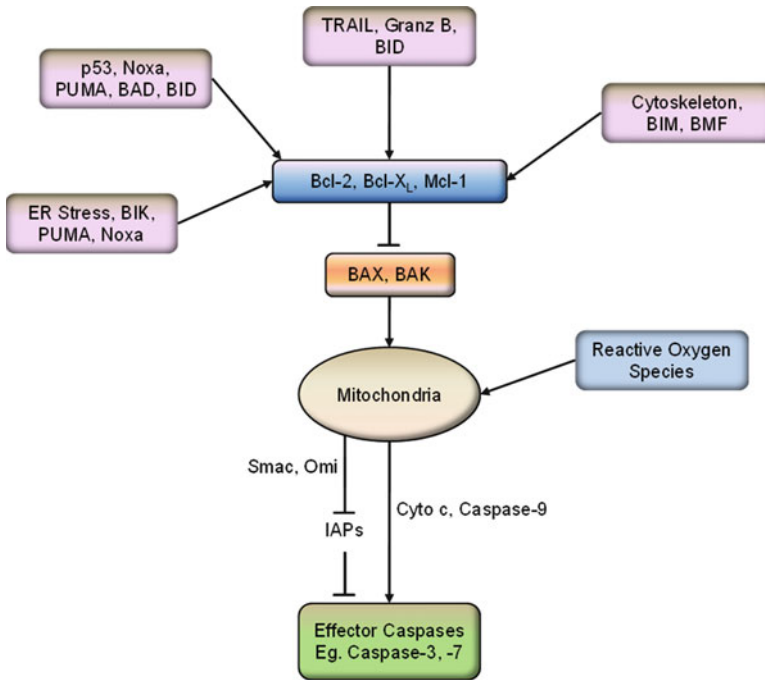 TRAIL, Granz B,
BID
p53, Noxa,
PUMA, BAD, BID
Cytoskeleton,
BIM, BMF
Bcl-2, Bcl-X_L, Mcl-1
ER Stress, BIK,
PUMA, Noxa
BAX, BAK
Reactive Oxygen
Species
Mitochondria
Smac, Omi
Cyto c, Caspase-9
IAPs
Effector Caspases
Eg. Caspase-3, -7